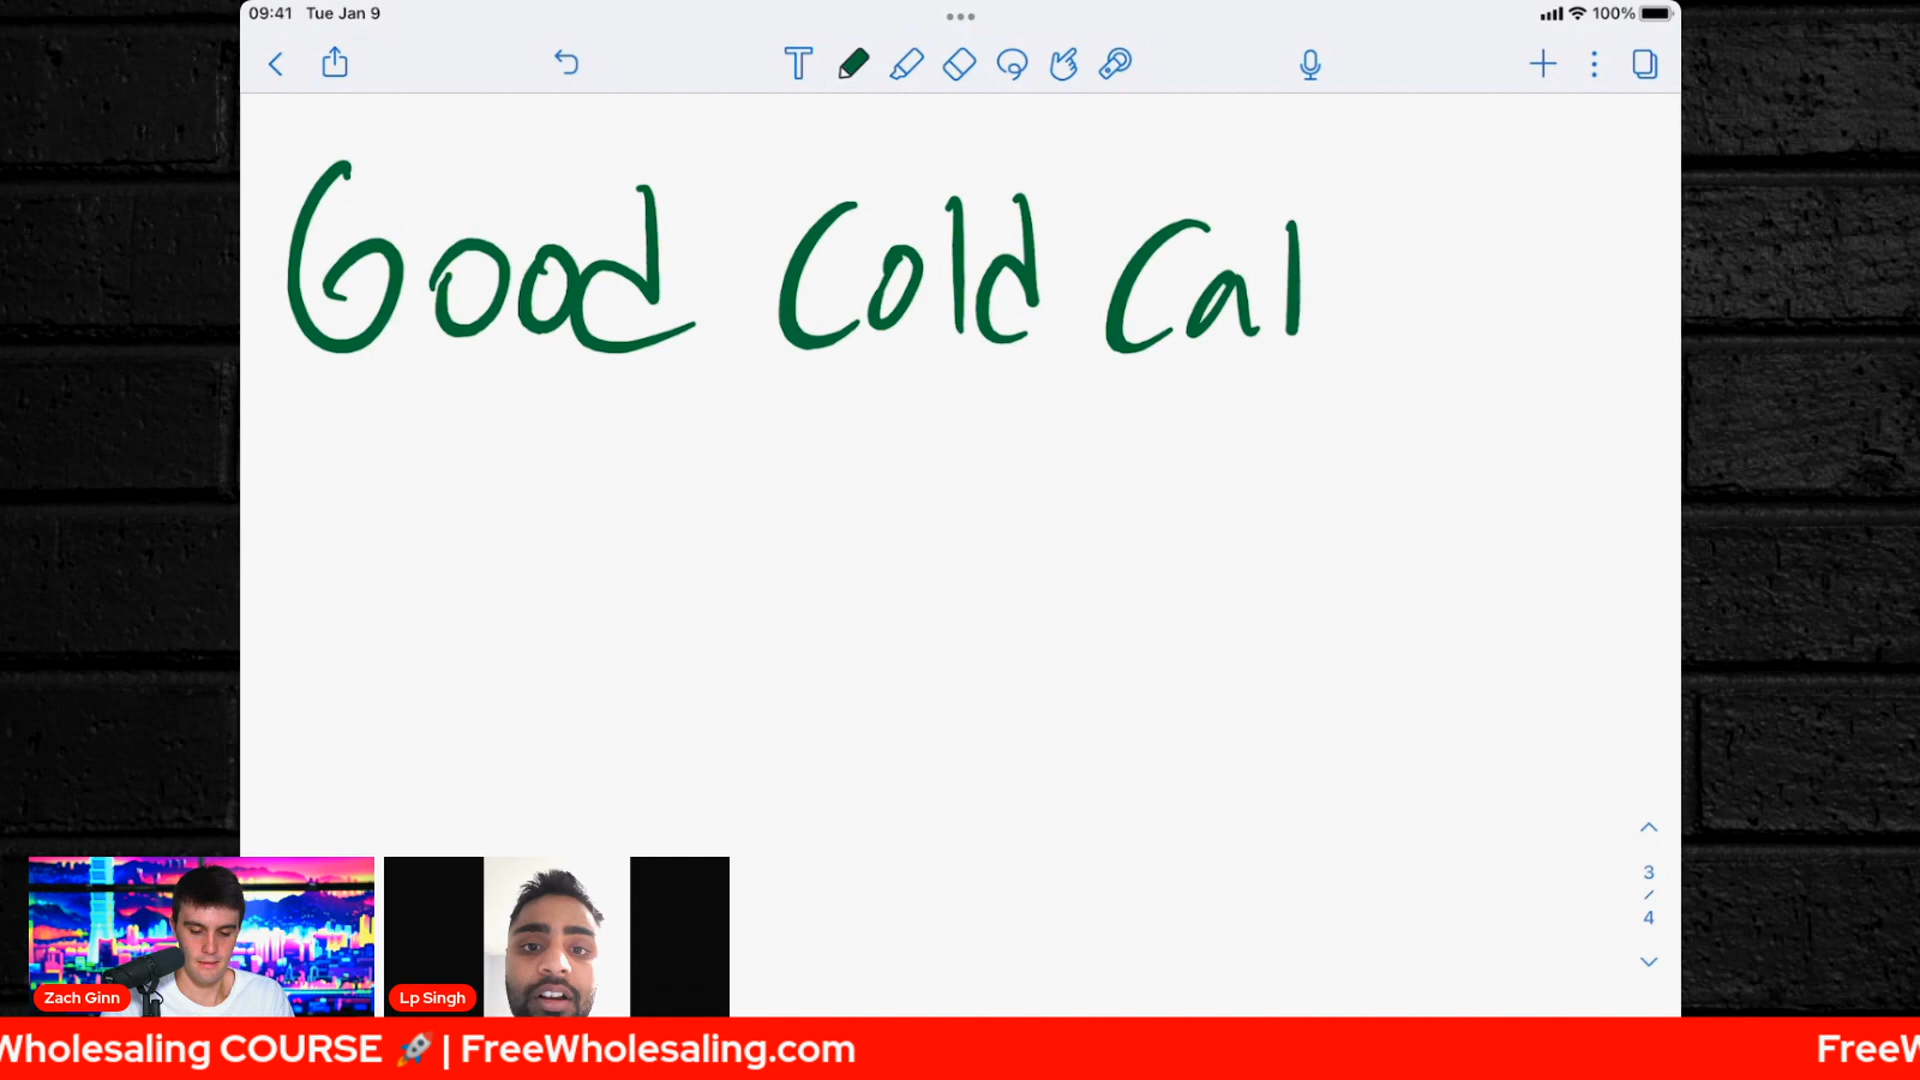 09:41 Tue Jan 9
100%
T
Good Cold Cal
3
/
4
Zach Ginn
Lp Singh
Wholesaling COURSE 🚀 | FreeWholesaling.com
FreeW